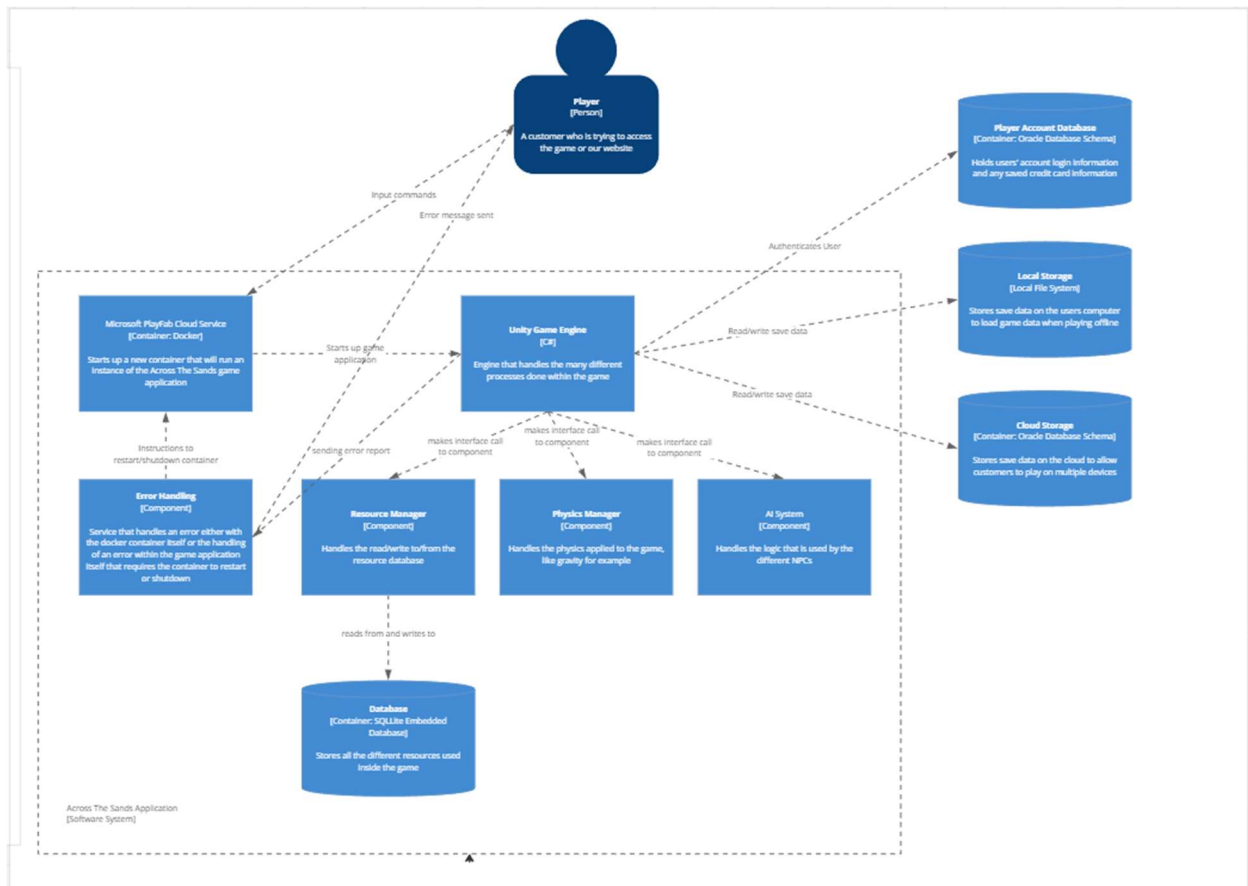 Player
[Person]
A customer who is trying to access
the game or our website
Input commands
Error message sent
Player Account Database
[Container: Oracle Database Schema]
Holds users' account login information
and any saved credit card information
Authenticates User
Local Storage
[Local File System]
Stores save data on the users computer
to load game data when playing offline
Read/write save data
Microsoft PlayFab Cloud Service
[Container: Docker]
Starts up a new container that will run an
instance of the Across The Sands game
application
Starts up game
application
Unity Game Engine
[C#]
Engine that handles the many different
processes done within the game
Read/write save data
Cloud Storage
[Container: Oracle Database Schema]
Stores save data on the cloud to allow
customers to play on multiple devices
Instructions to
restart/shutdown container
sending error report
makes interface call
to component
makes interface call
to component
makes interface call
to component
Error Handling
[Component]
Service that handles an error either with
the docker container itself or the handling
of an error within the game application
itself that requires the container to restart
or shutdown
Resource Manager
[Component]
Handles the read/write to/from the
resource database
Physics Manager
[Component]
Handles the physics applied to the game,
like gravity for example
AI System
[Component]
Handles the logic that is used by the
different NPCs
reads from and writes to
Database
[Container: SQLLite Embedded
Database]
Stores all the different resources used
inside the game
Across The Sands Application
[Software System]